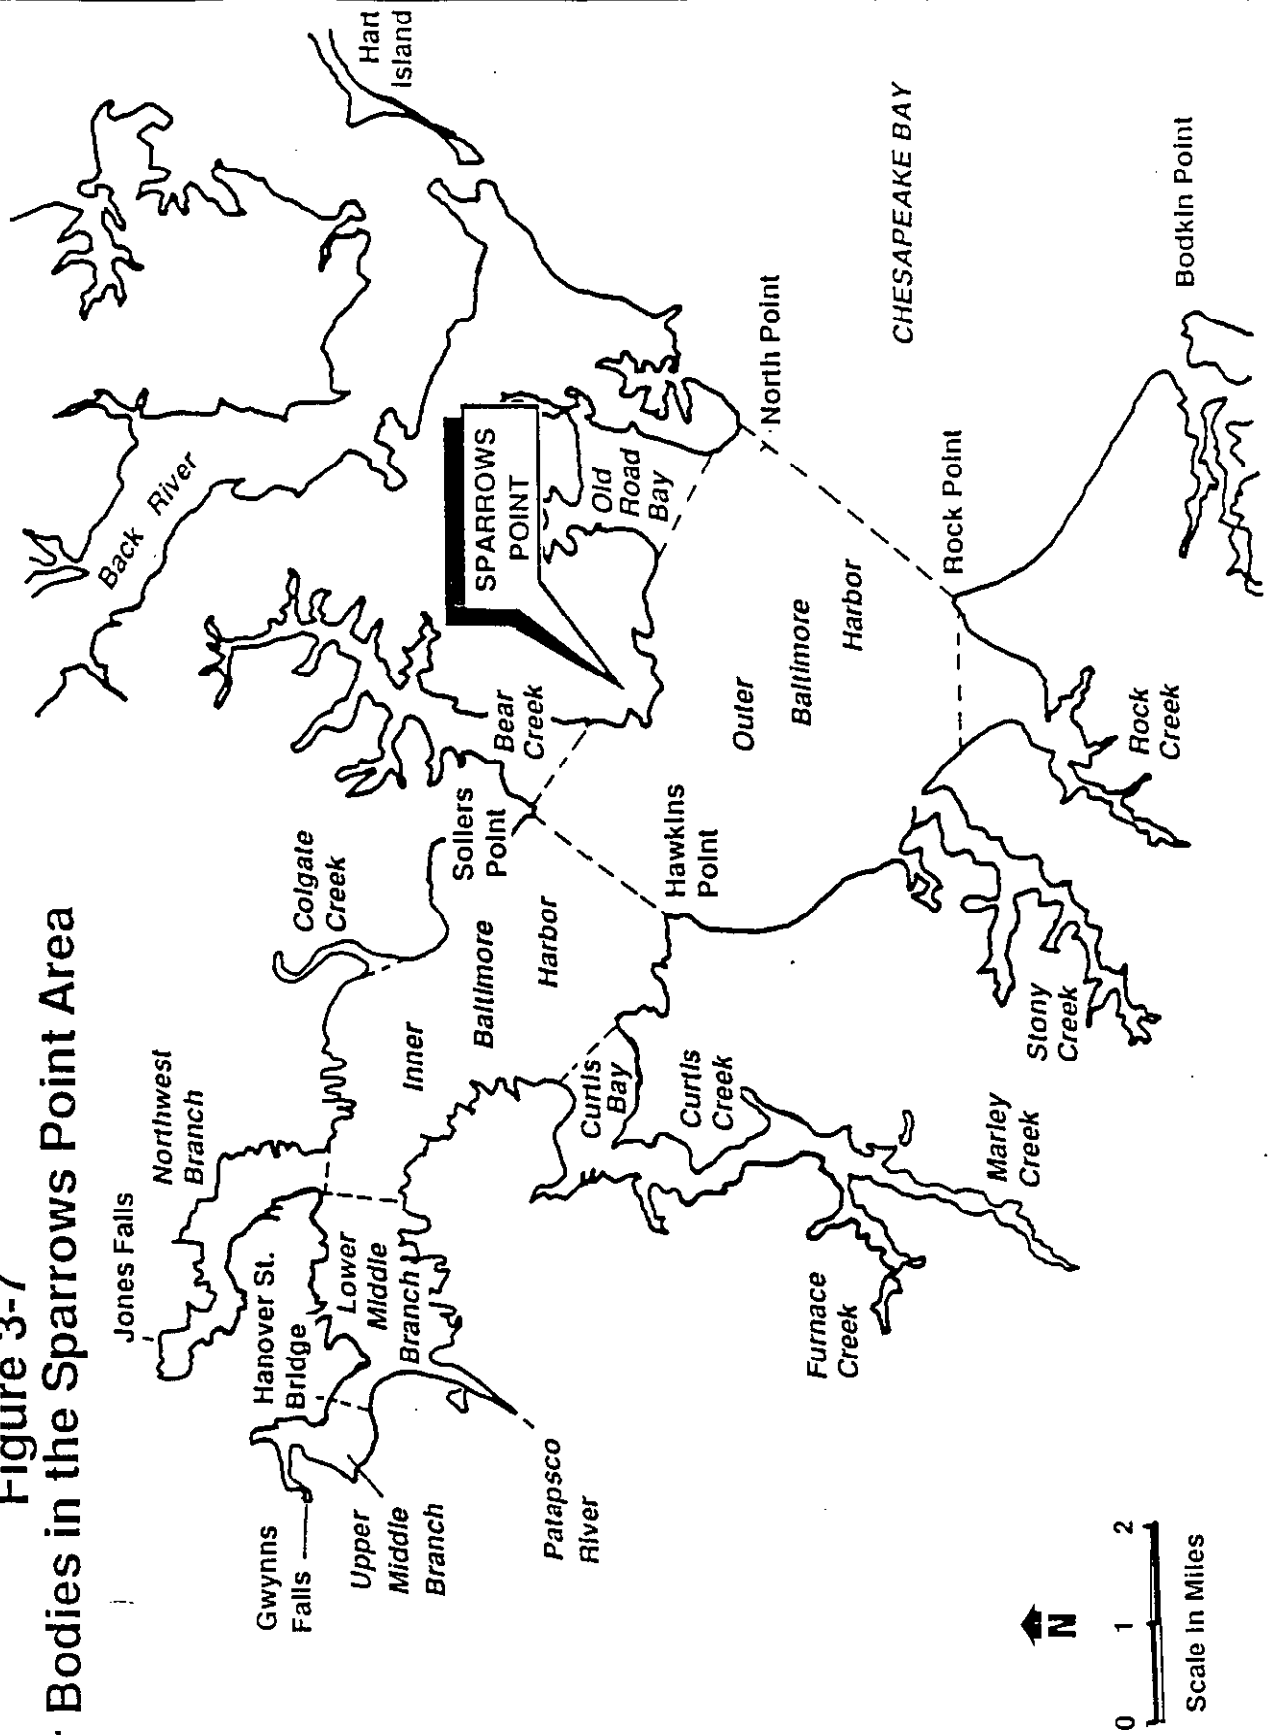 Figure 3-7
Bodies in the Sparrows Point Area
Jones Falls
Northwest
Branch
Colgate
Creek
Back River
Hart
Island
Gwynns
Falls
Hanover St.
Bridge
Upper
Middle
Branch
Lower
Middle
Branch
Inner
Baltimore
Harbor
Sollers
Point
Bear
Creek
SPARROWS
POINT
Old
Road
Bay
Patapsco
River
Curtis
Bay
Curtis
Creek
Hawkins
Point
Outer
Baltimore
Harbor
North Point
CHESAPEAKE BAY
Furnace
Creek
Marley
Creek
Stony
Creek
Rock
Creek
Rock Point
Bodkin Point
N
0 1 2
Scale In Miles